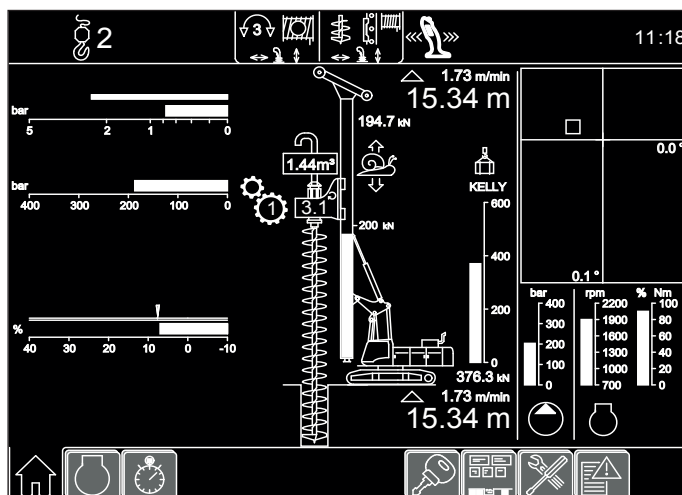 2
3
11:18
1.73 m/min
15.34 m
bar
5 2 1 0
194.7 kN
1.44m³
0.0°
KELLY
bar
400 300 200 100 0
1
3.1
200 kN
600
400
200
0
0.1°
bar
400
300
200
100
0
rpm
2200
1900
1600
1300
1000
700
% Nm
100
80
60
40
20
0
%
40 30 20 10 0 -10
376.3 kN
1.73 m/min
15.34 m